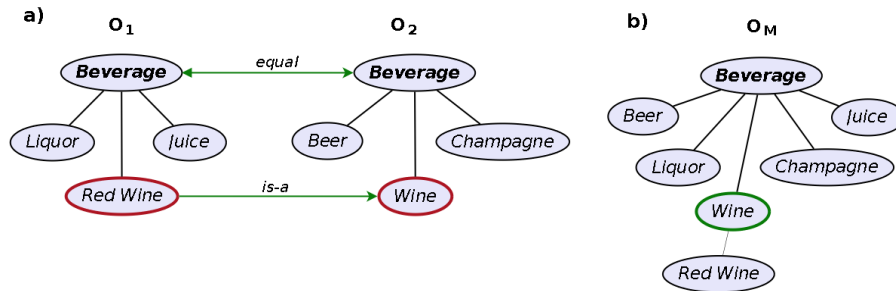 a)
O1
O2
b)
OM
Beverage
equal
Beverage
Beverage
Liquor
Juice
Beer
Champagne
Beer
Juice
Liquor
Champagne
Red Wine
is-a
Wine
Wine
Red Wine